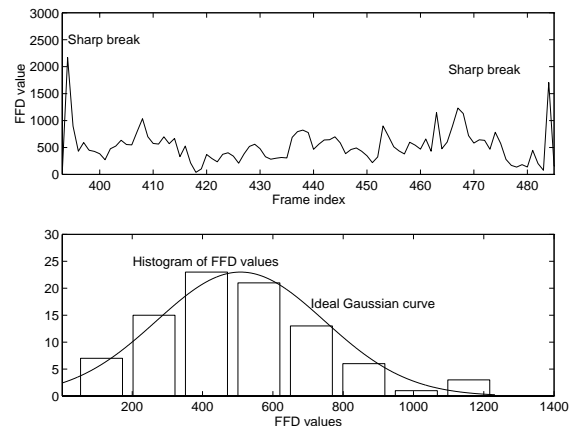 3000
2500
2000
1500
1000
500
0
FFD value
Sharp break
Sharp break
400 410 420 430 440 450 460 470 480
Frame index
30
25
20
15
10
5
0
Histogram of FFD values
Ideal Gaussian curve
200 400 600 800 1000 1200 1400
FFD values